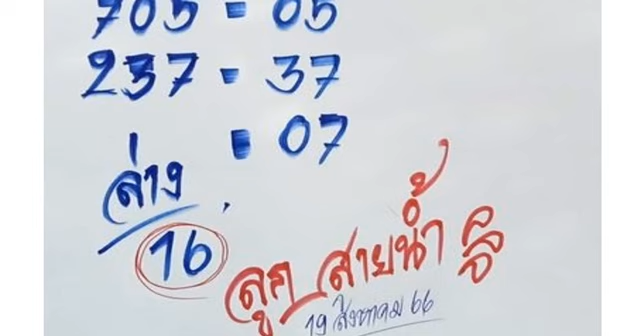 705 = 05
237 = 37
= 07
ล่าง
16
ลูก สายน้ำ
19 สิงหาคม 66